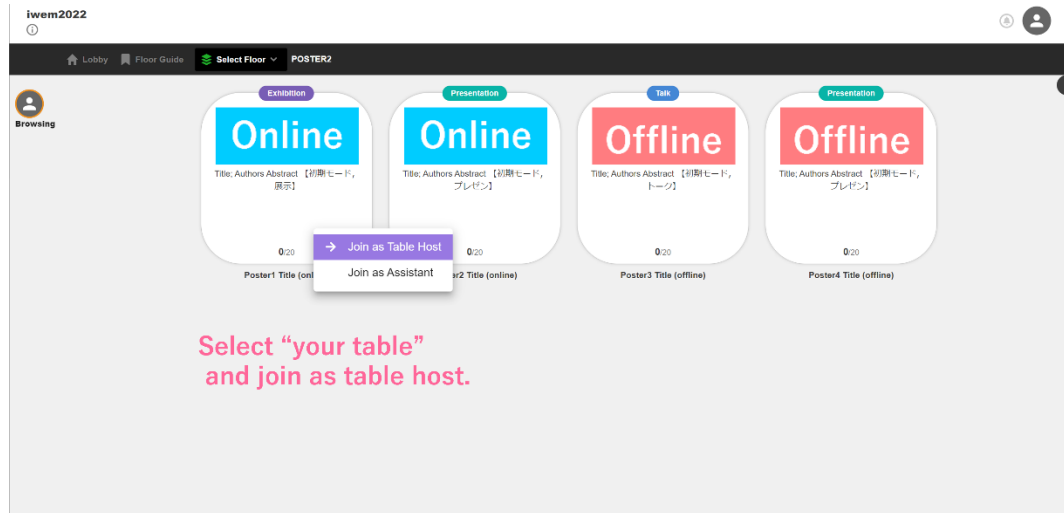 iwem2022
Lobby
Floor Guide
Select Floor
POSTER2
Browsing
Exhibition
Online
Title; Authors Abstract 【初期モード,
展示】
0/20
Presentation
Online
Title; Authors Abstract 【初期モード,
プレゼン】
0/20
Talk
Offline
Title; Authors Abstract 【初期モード,
トーク】
0/20
Poster3 Title (offline)
Presentation
Offline
Title; Authors Abstract 【初期モード,
プレゼン】
0/20
Poster4 Title (offline)
Poster1 Title (onl
er2 Title (online)
→ Join as Table Host
Join as Assistant
Select “your table”
and join as table host.